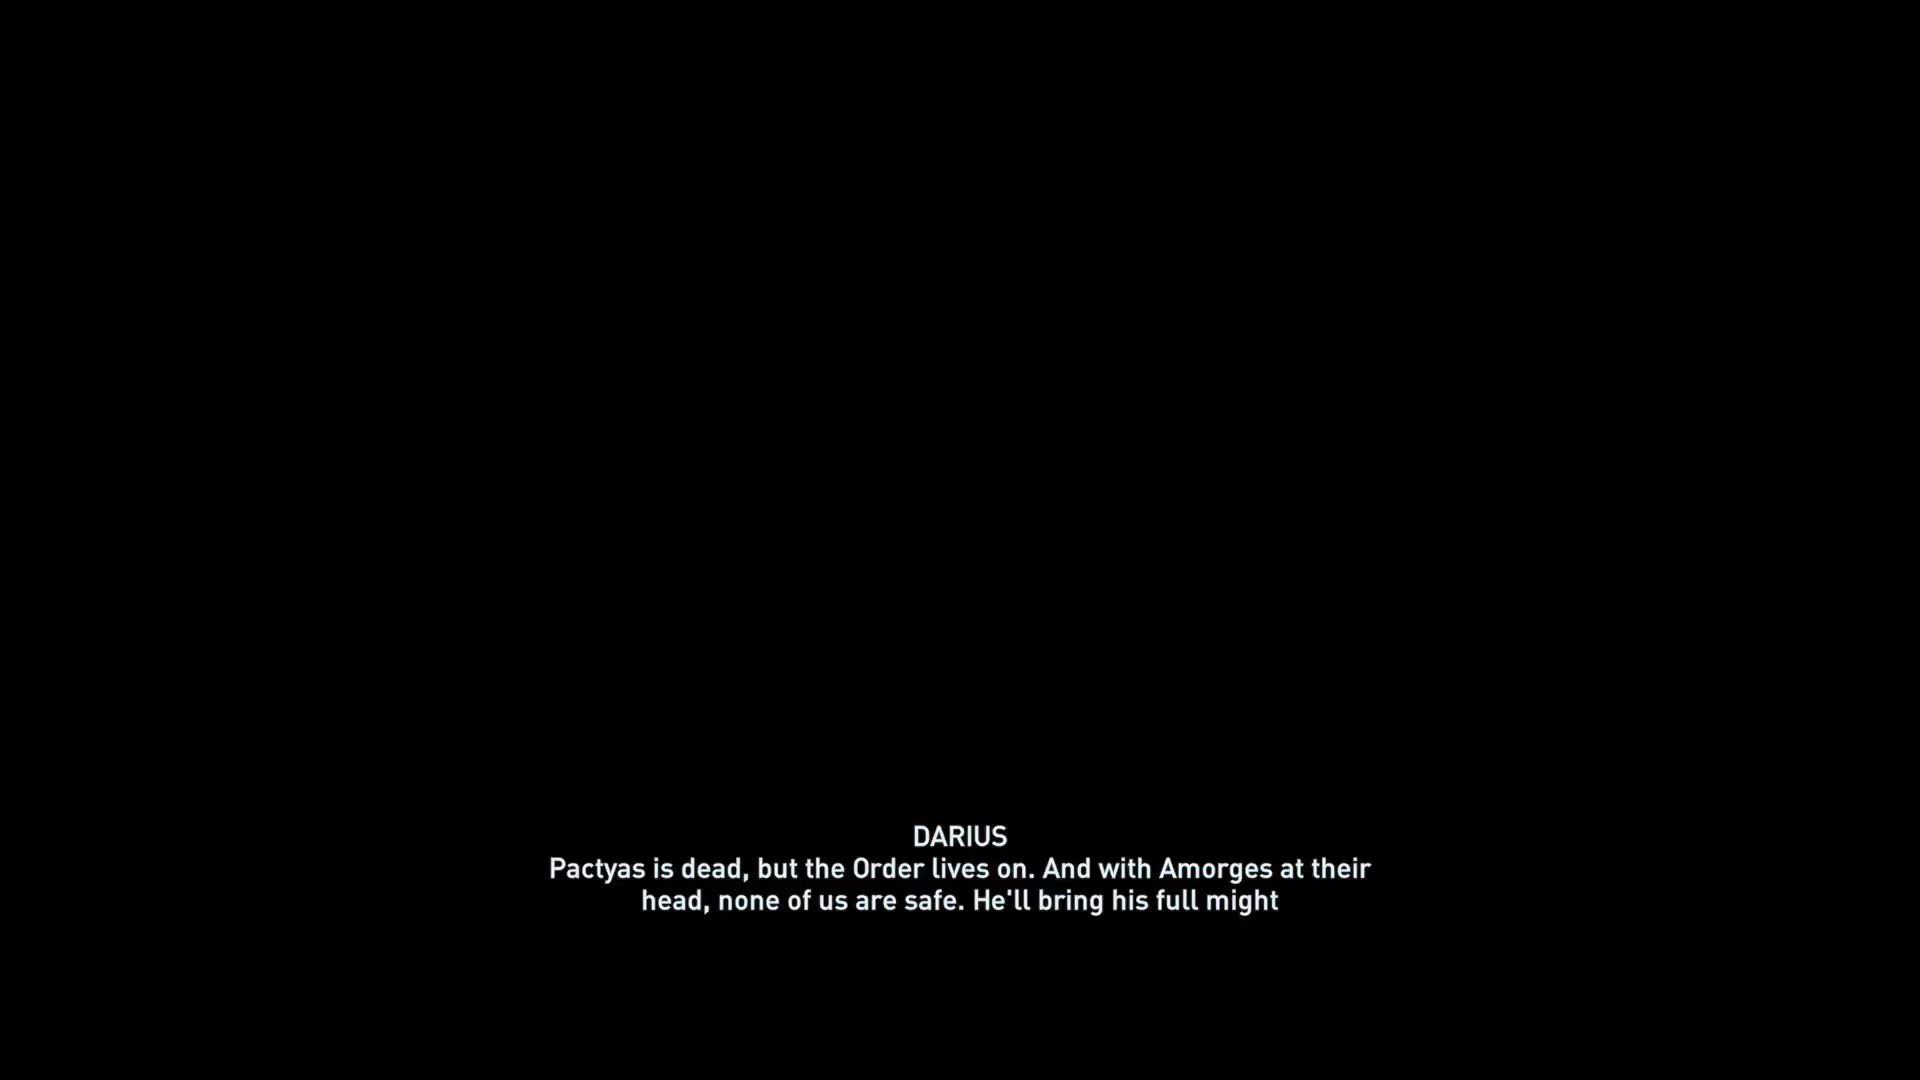 DARIUS
Pactyas is dead, but the Order lives on. And with Amorges at their
head, none of us are safe. He'll bring his full might